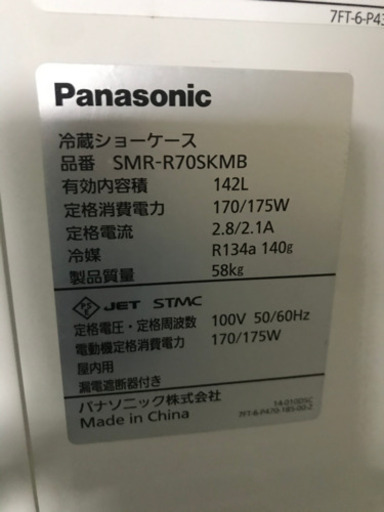 7FT-6-P43
Panasonic
冷蔵ショーケース
品番 SMR-R70SKMB
有効内容積 142L
定格消費電力 170/175W
定格電流 2.8/2.1A
冷媒 R134a 140g
製品質量 58kg
PSE JET STMC
定格電圧・定格周波数 100V 50/60Hz
電動機定格消費電力 170/175W
屋内用
漏電遮断器付き
パナソニック株式会社
Made in China